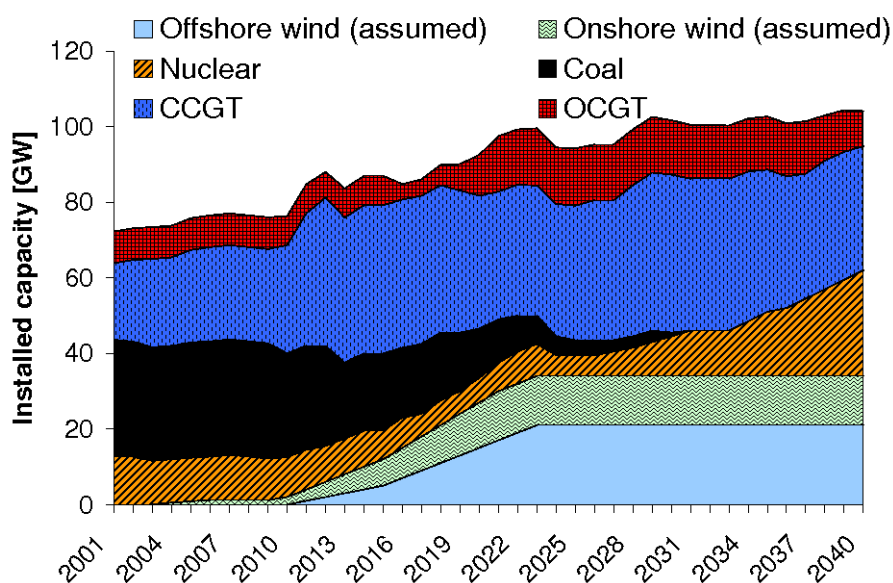 Offshore wind (assumed) Onshore wind (assumed)
Nuclear Coal
CCGT OCGT
Installed capacity [GW]
120
100
80
60
40
20
0
2001 2004 2007 2010 2013 2016 2019 2022 2025 2028 2031 2034 2037 2040